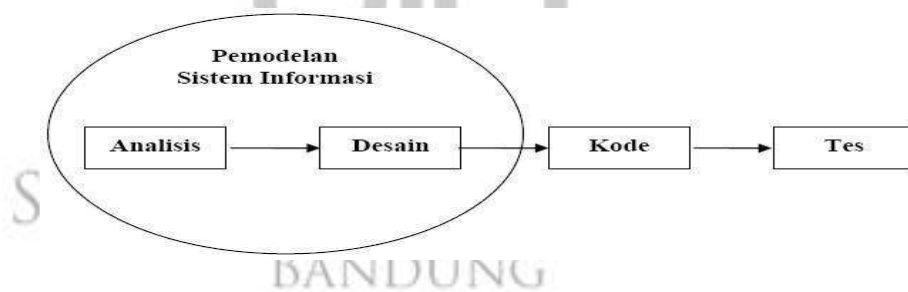 Pemodelan
Sistem Informasi
Analisis
Desain
Kode
Tes
BANDUNG